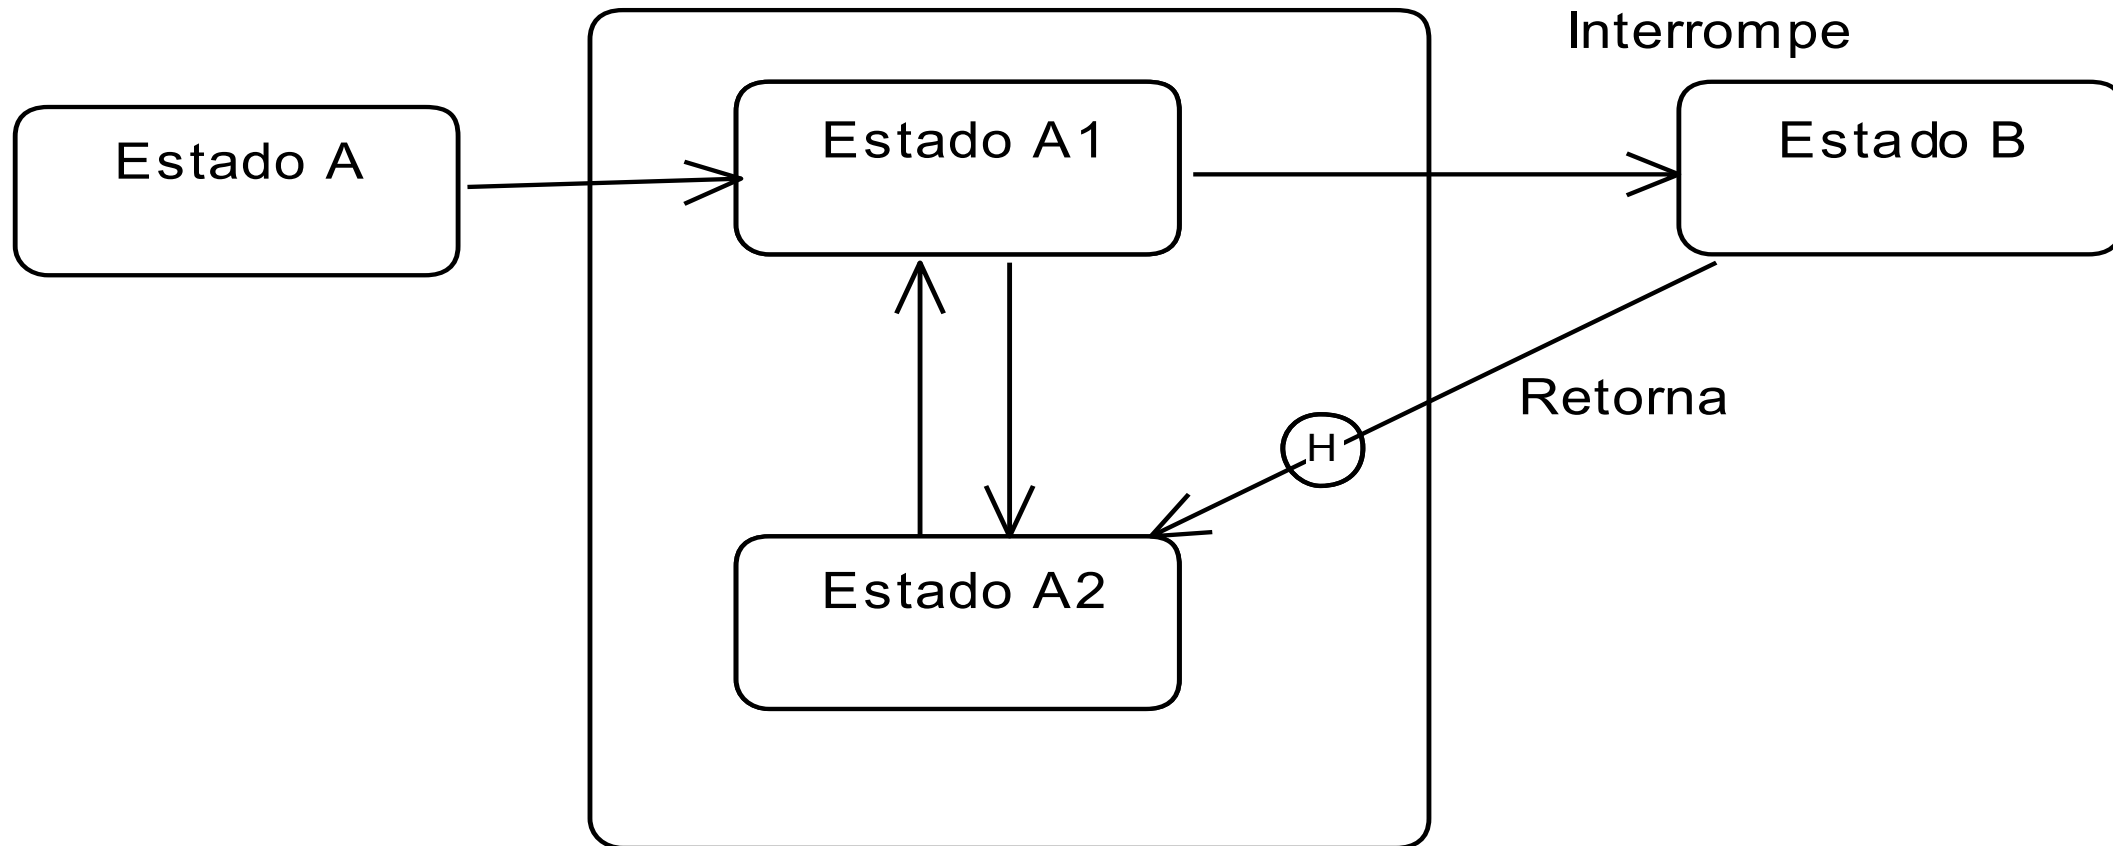 Interrompe
Estado A
Estado A1
Estado B
Retorna
H
Estado A2